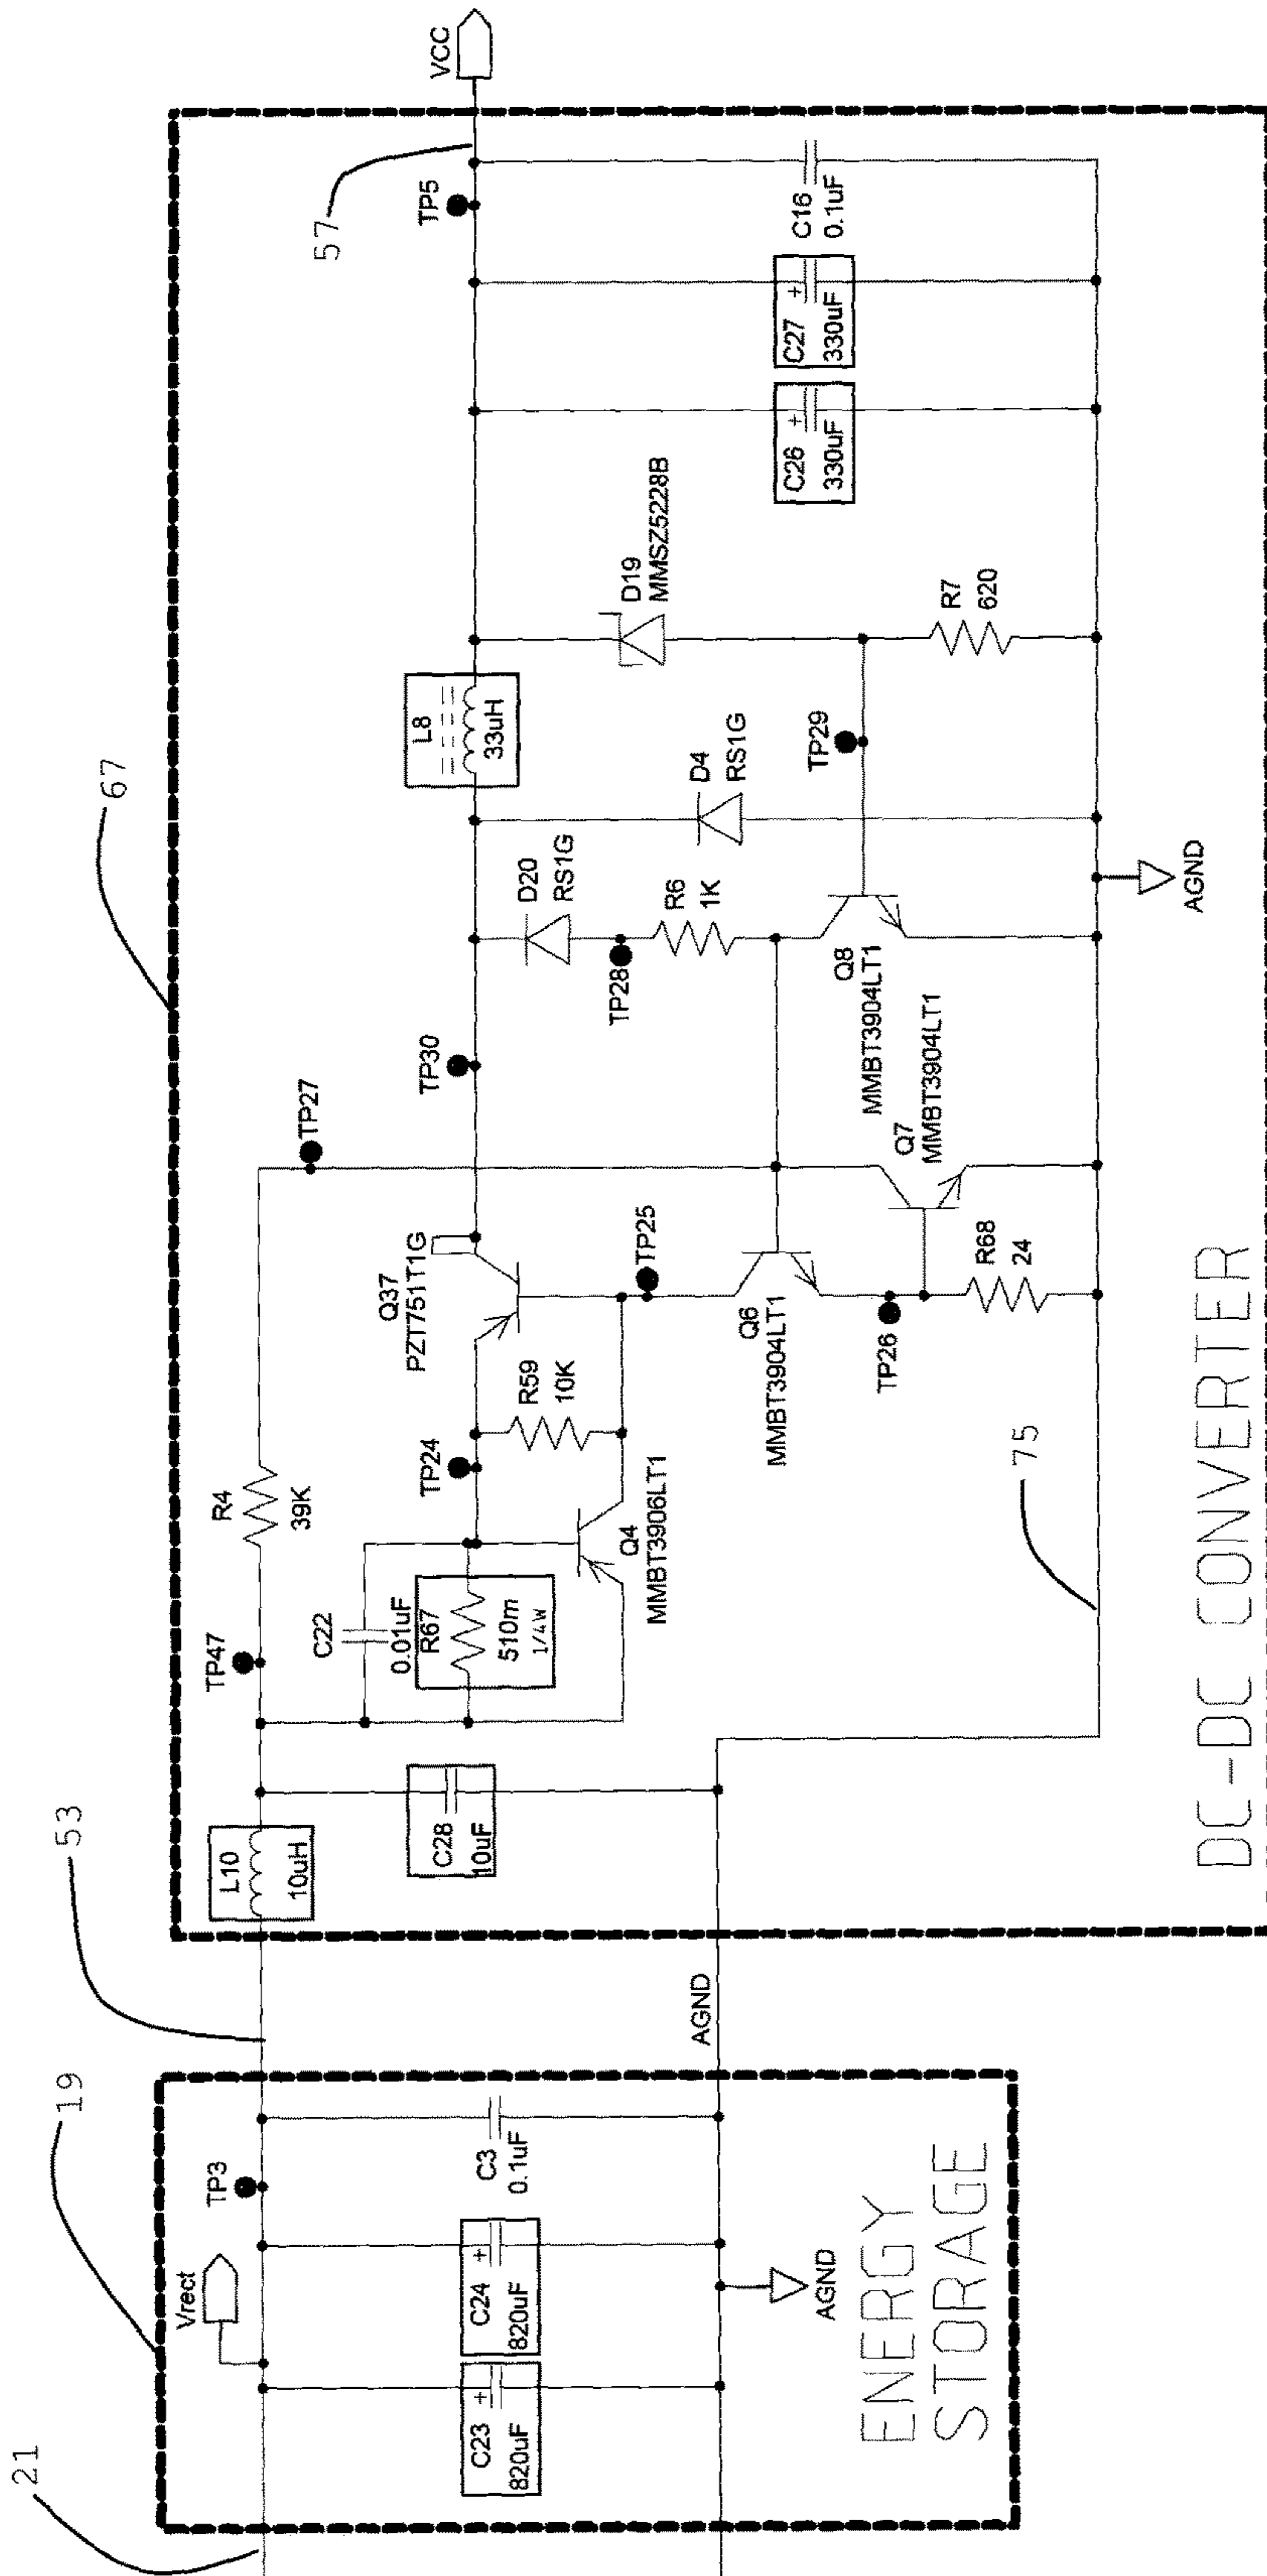 21
19
53
67
57
Vrect
TP3
C23
820uF
C24
820uF
C3
0.1uF
AGND
ENERGY
STORAGE
AGND
L10
10uH
C28
10uF
TP47
R4
39K
C22
0.01uF
R67
510m
1/4W
TP24
R59
10K
Q4
MMBT3906LT1
Q37
PZT751T1G
TP27
TP25
Q6
MMBT3904LT1
TP26
R68
24
Q7
MMBT3904LT1
Q8
MMBT3904LT1
TP30
TP28
D20
RS1G
R6
1K
D4
RS1G
TP29
L8
33uH
D19
MMSZ5228B
R7
620
C26
330uF
C27
330uF
C16
0.1uF
TP5
VCC
AGND
75
DC-DC CONVERTER